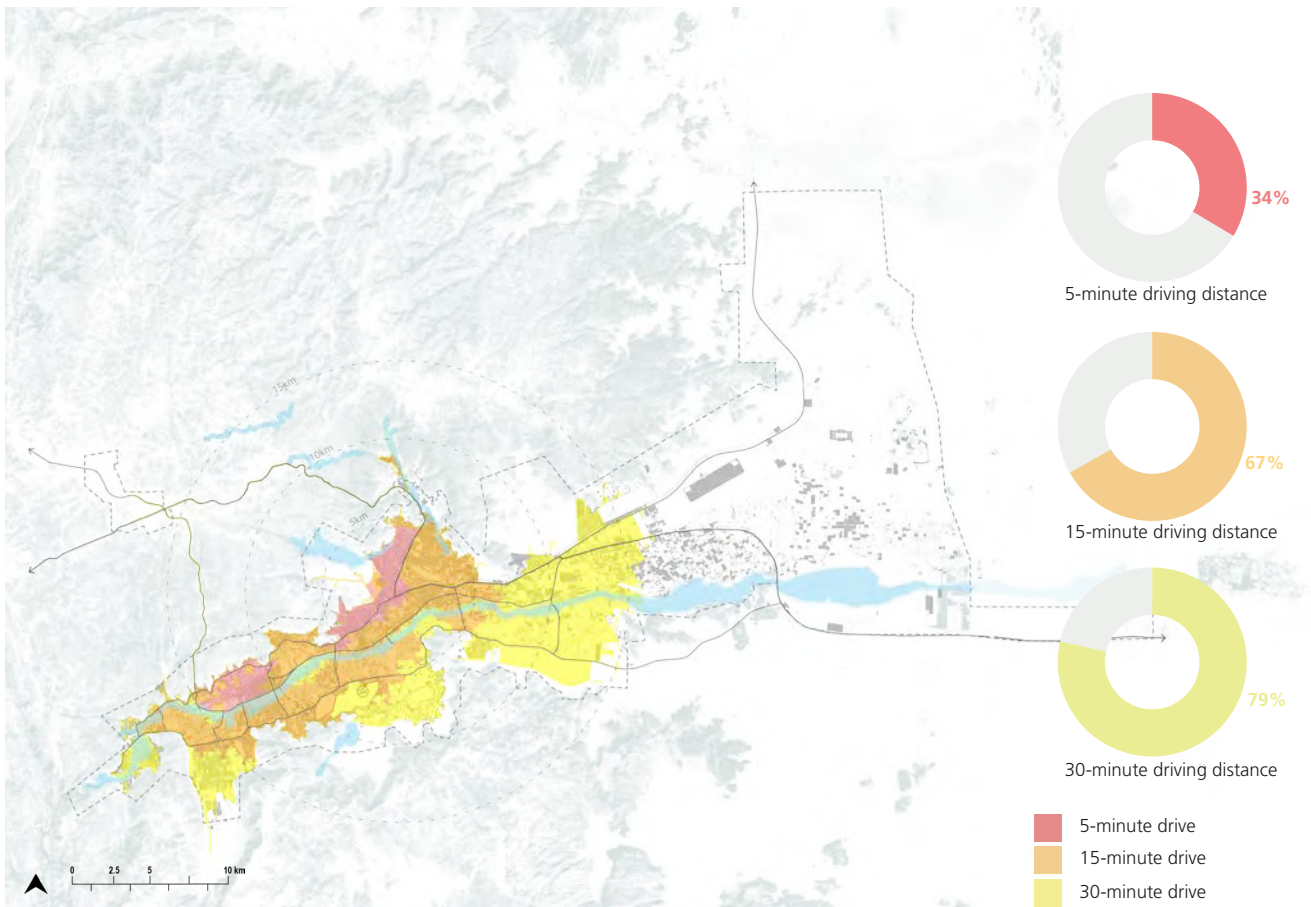 34%
5-minute driving distance
15km
10km
5km
67%
15-minute driving distance
79%
30-minute driving distance
5-minute drive
15-minute drive
30-minute drive
0 2.5 5 10 km